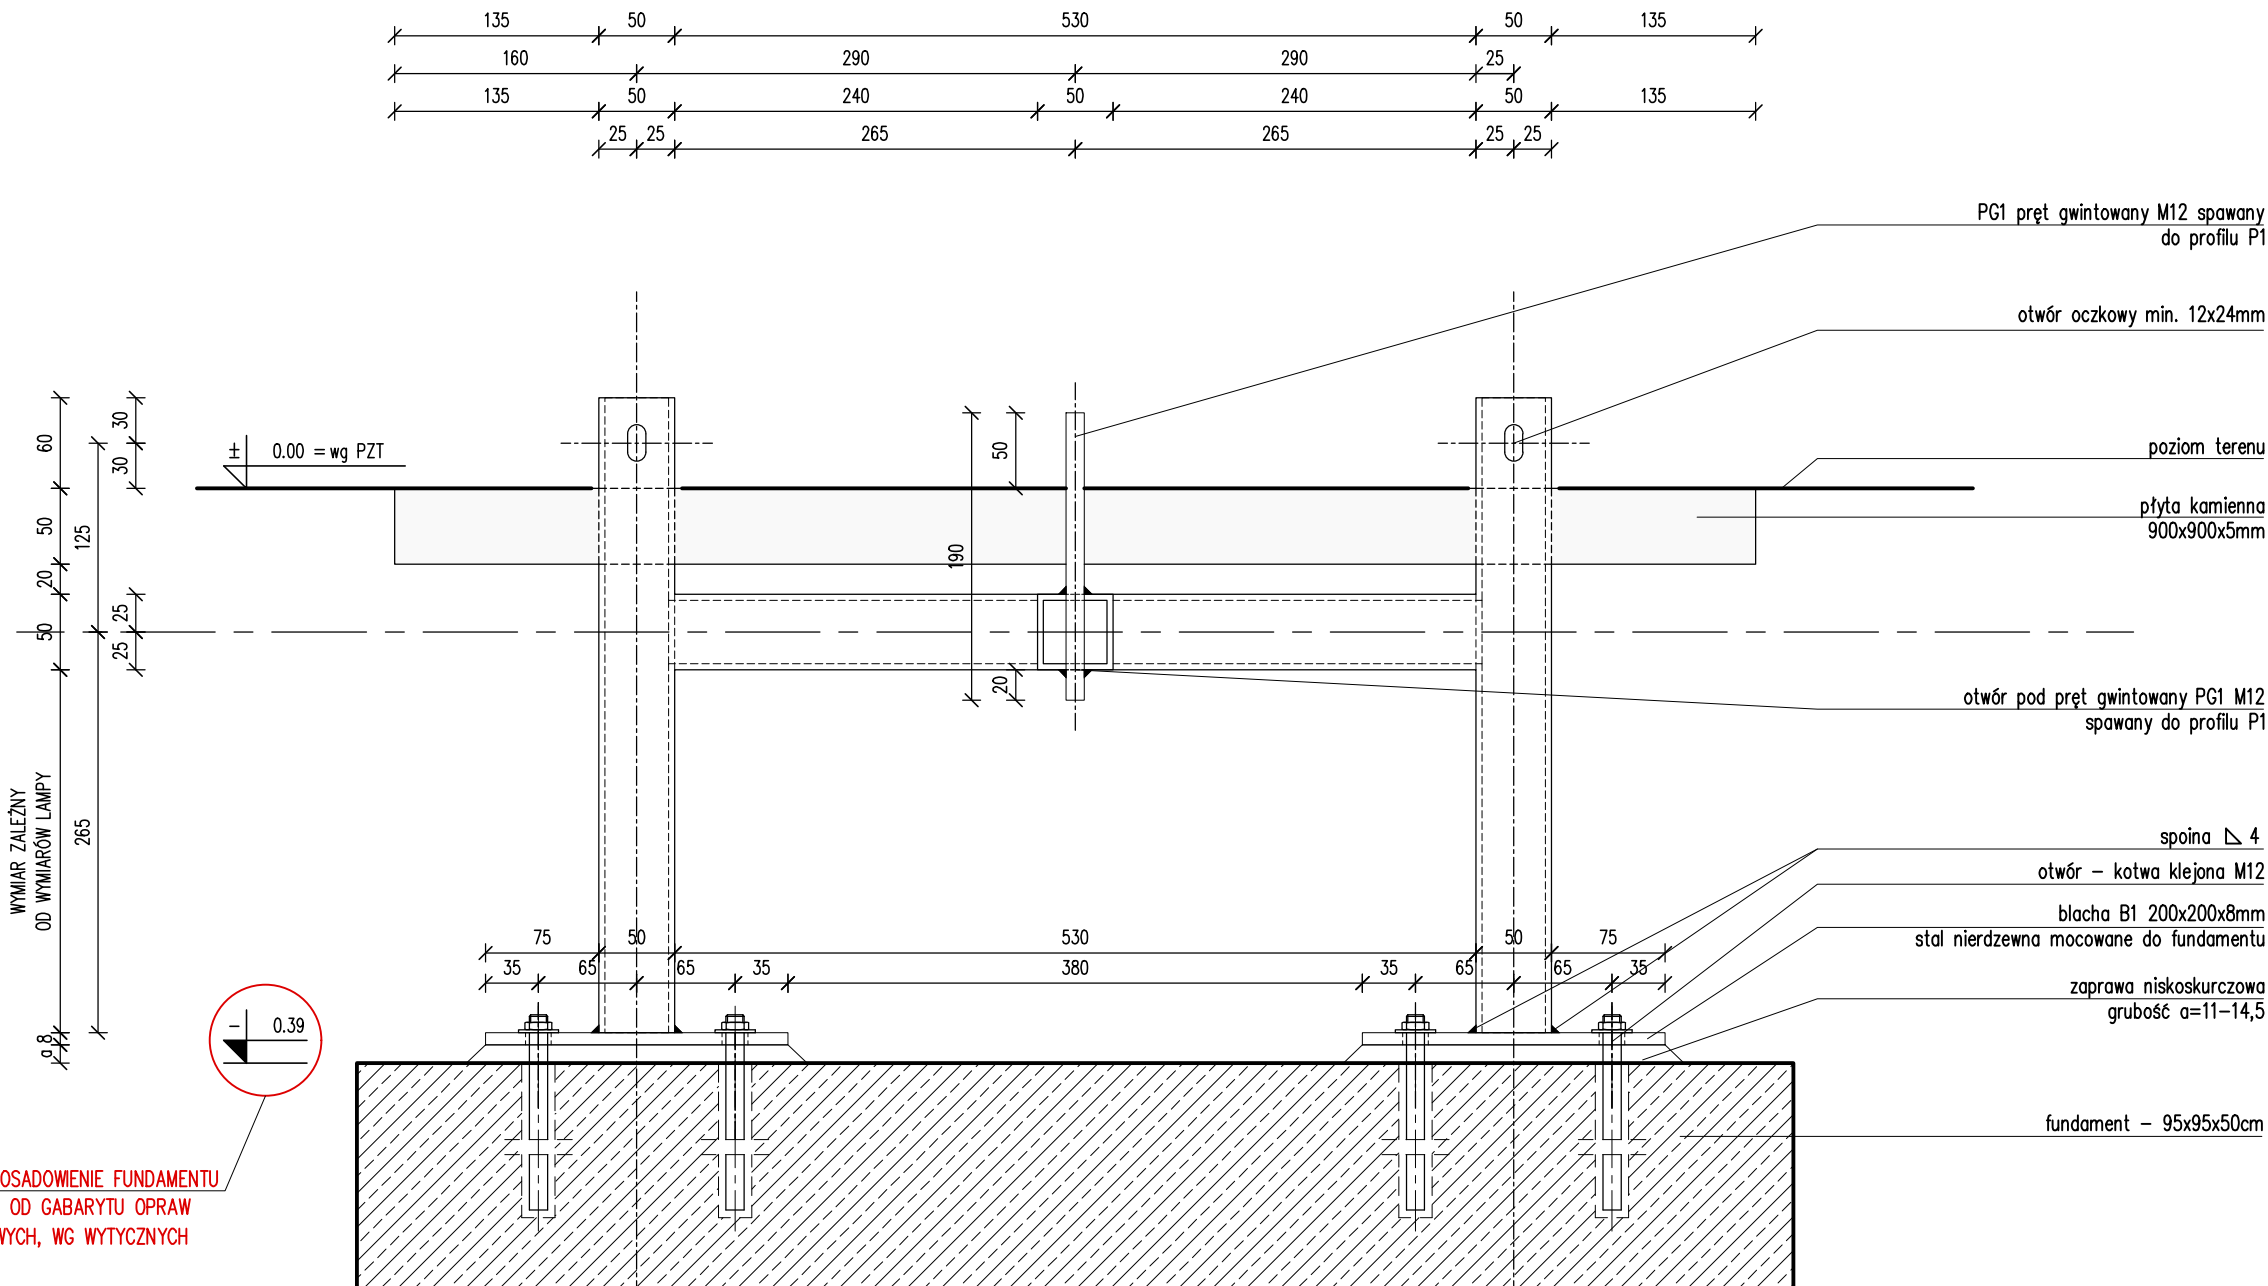 135 50 530 50 135
160 290 290 25
135 50 240 50 240 50 135
25 25 265 265 25 25
PG1 pręt gwintowany M12 spawany
do profilu P1
otwór oczkowy min. 12x24mm
60 30 30
± 0.00 = wg PZT
50
poziom terenu
płyta kamienna
900x900x5mm
50 125 20 190
50 25 25
20
otwór pod pręt gwintowany PG1 M12
spawany do profilu P1
WYMIAR ZALEŻNY
OD WYMIARÓW LAMPY
265
spoina 4
otwór – kotwa klejona M12
blacha B1 200x200x8mm
stal nierdzewna mocowane do fundamentu
75 50 530 50 75
35 65 65 35 380 35 65 65 35
zaprawa niskoskurczowa
grubość a=11-14,5
– 0.39
8
a
fundament – 95x95x50cm
OSADOWIENIE FUNDAMENTU
OD GABARYTU OPRAW
WYCH, WG WYTYCZNYCH